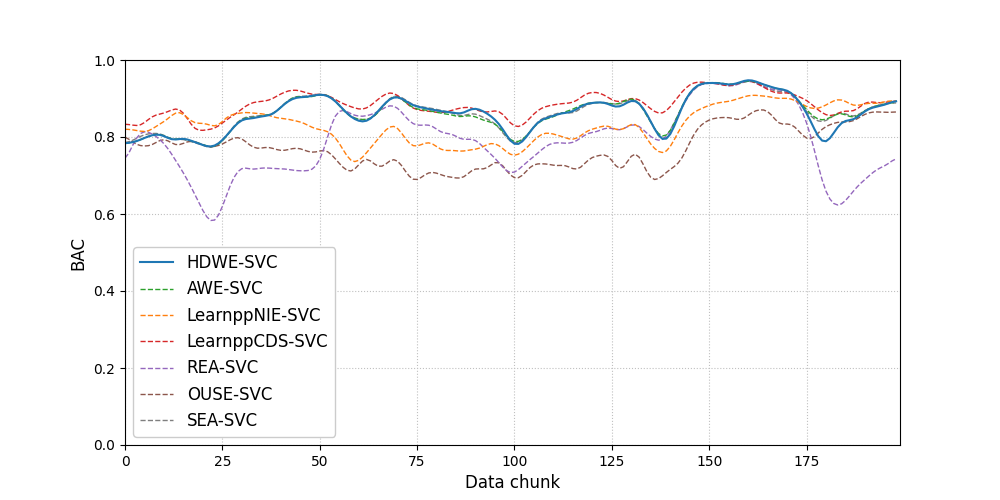 1.0
0.8
0.6
0.4
0.2
0.0
BAC
HDWE-SVC
AWE-SVC
LearnppNIE-SVC
LearnppCDS-SVC
REA-SVC
OUSE-SVC
SEA-SVC
0 25 50 75 100 125 150 175
Data chunk